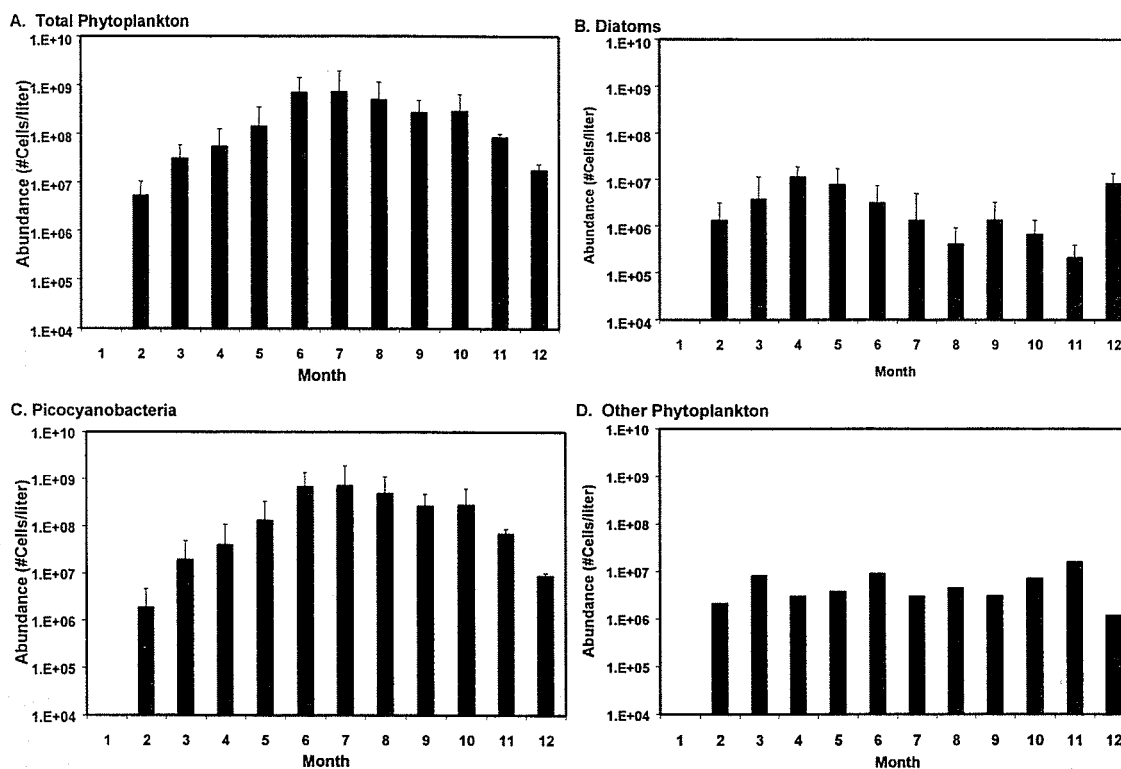 A. Total Phytoplankton
Abundance (#Cells/liter)
1.E+10
1.E+09
1.E+08
1.E+07
1.E+06
1.E+05
1.E+04
1 2 3 4 5 6 7 8 9 10 11 12
Month
B. Diatoms
Abundance (#Cells/liter)
1.E+10
1.E+09
1.E+08
1.E+07
1.E+06
1.E+05
1.E+04
1 2 3 4 5 6 7 8 9 10 11 12
Month
C. Picocyanobacteria
Abundance (#Cells/liter)
1.E+10
1.E+09
1.E+08
1.E+07
1.E+06
1.E+05
1.E+04
1 2 3 4 5 6 7 8 9 10 11 12
Month
D. Other Phytoplankton
Abundance (#Cells/liter)
1.E+10
1.E+09
1.E+08
1.E+07
1.E+06
1.E+05
1.E+04
1 2 3 4 5 6 7 8 9 10 11 12
Month